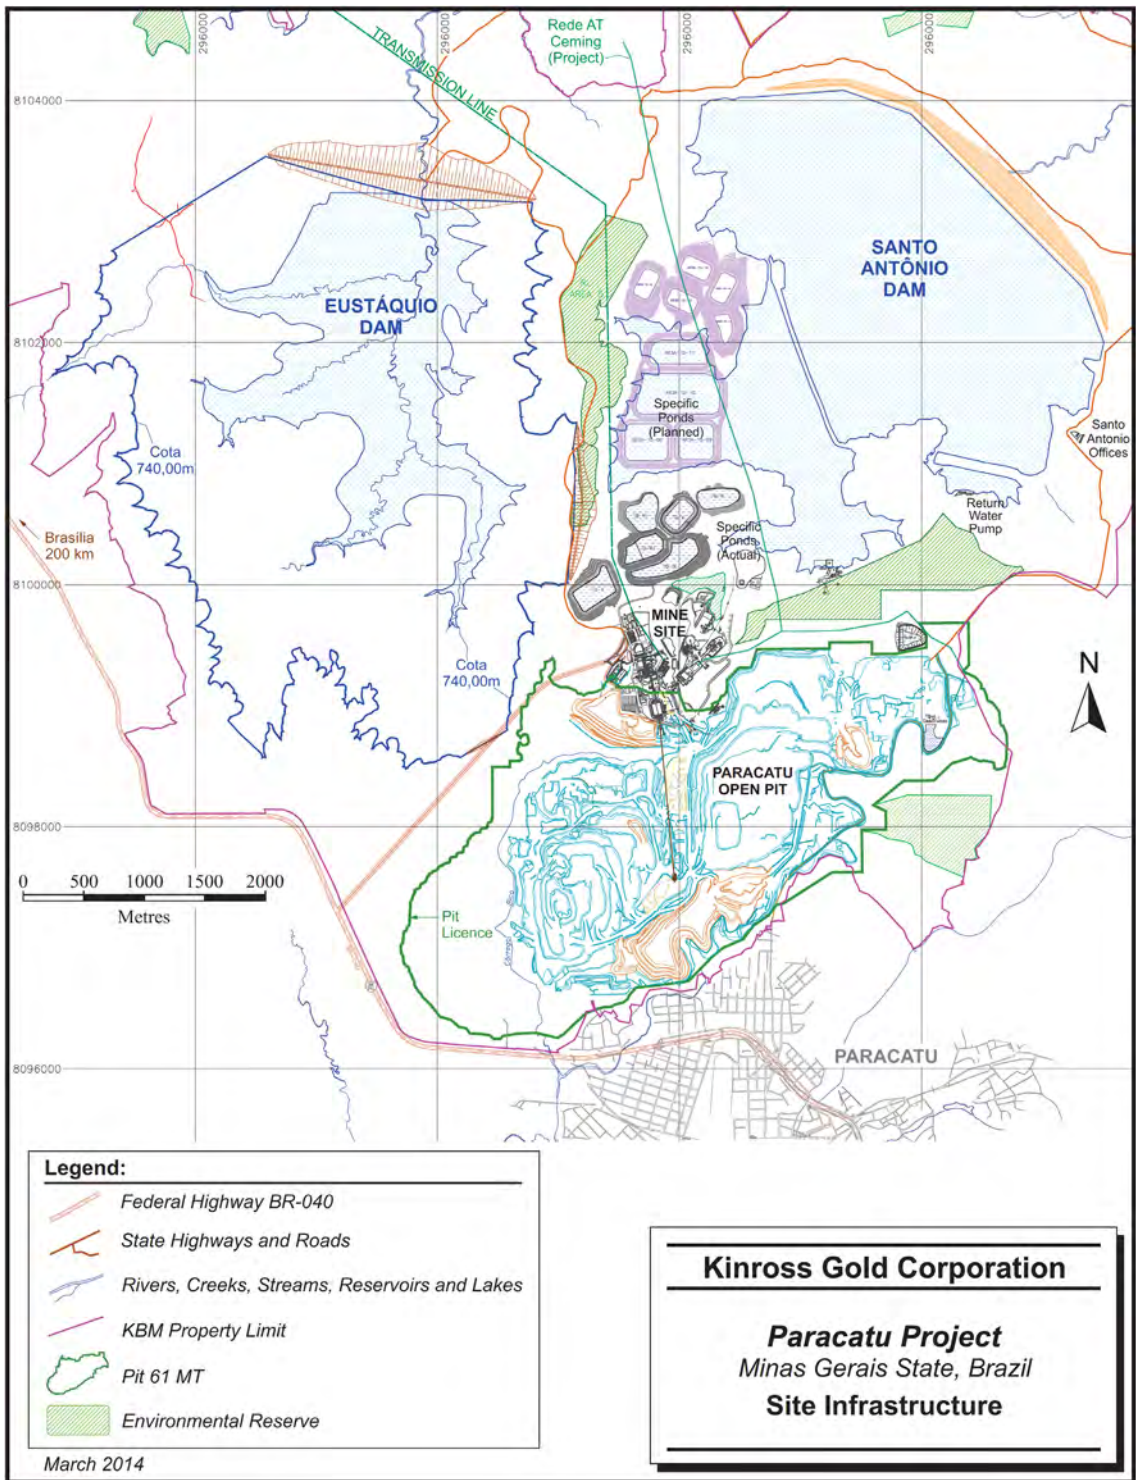 296000
296000
296000
296000
Rede AT
Ceming
(Project)
TRANSMISSION LINE
8104000
SANTO
ANTÔNIO
DAM
EUSTÁQUIO
DAM
8102000
Specific
Ponds
(Planned)
Santo
Antonio
Offices
Cota
740,00m
Return
Water
Pump
Specific
Ponds
(Actual)
Brasilia
200 km
8100000
MINE
SITE
Cota
740,00m
N
PARACATU
OPEN PIT
8098000
0 500 1000 1500 2000
Metres
Pit
Licence
Córrego
Rico
PARACATU
8096000
Legend:
Federal Highway BR-040
State Highways and Roads
Rivers, Creeks, Streams, Reservoirs and Lakes
KBM Property Limit
Pit 61 MT
Environmental Reserve
March 2014
Kinross Gold Corporation
Paracatu Project
Minas Gerais State, Brazil
Site Infrastructure